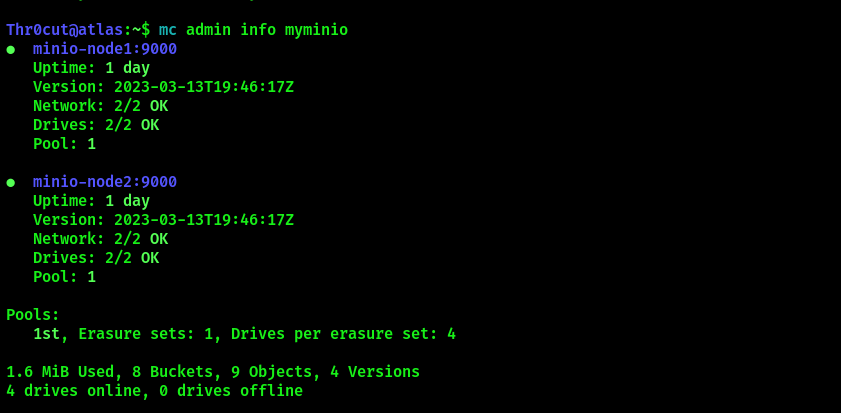 Thr0cut@atlas:~$ mc admin info myminio
● minio-node1:9000
Uptime: 1 day
Version: 2023-03-13T19:46:17Z
Network: 2/2 OK
Drives: 2/2 OK
Pool: 1
● minio-node2:9000
Uptime: 1 day
Version: 2023-03-13T19:46:17Z
Network: 2/2 OK
Drives: 2/2 OK
Pool: 1
Pools:
1st, Erasure sets: 1, Drives per erasure set: 4
1.6 MiB Used, 8 Buckets, 9 Objects, 4 Versions
4 drives online, 0 drives offline